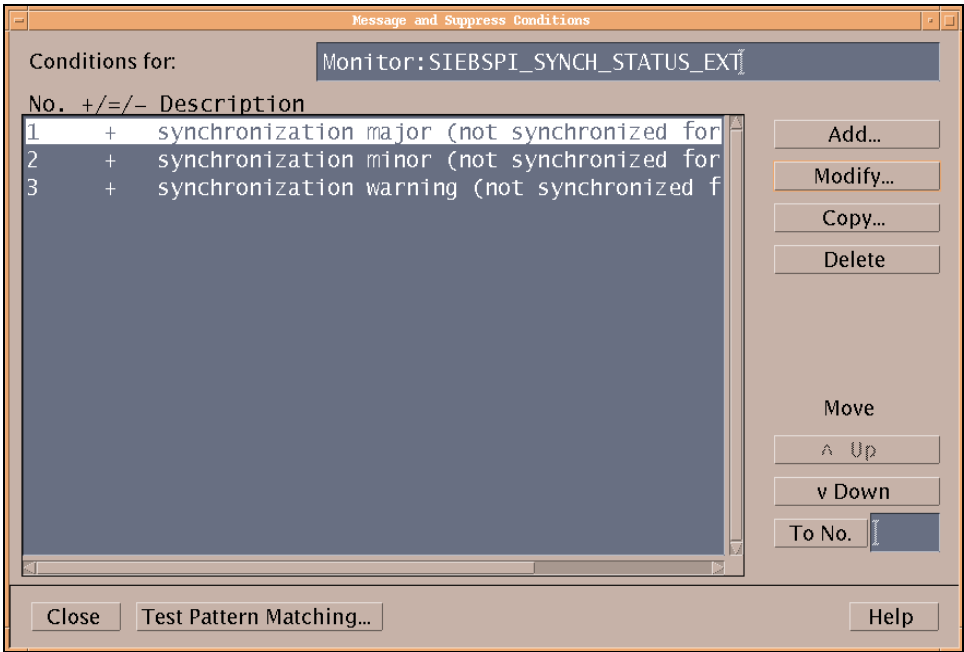 Message and Suppress Conditions
Conditions for: Monitor:SIEBSPI_SYNCH_STATUS_EXT
No. +/=/- Description
1 + synchronization major (not synchronized for
2 + synchronization minor (not synchronized for
3 + synchronization warning (not synchronized f
Add...
Modify...
Copy...
Delete
Move
^ Up
v Down
To No.
Close Test Pattern Matching... Help